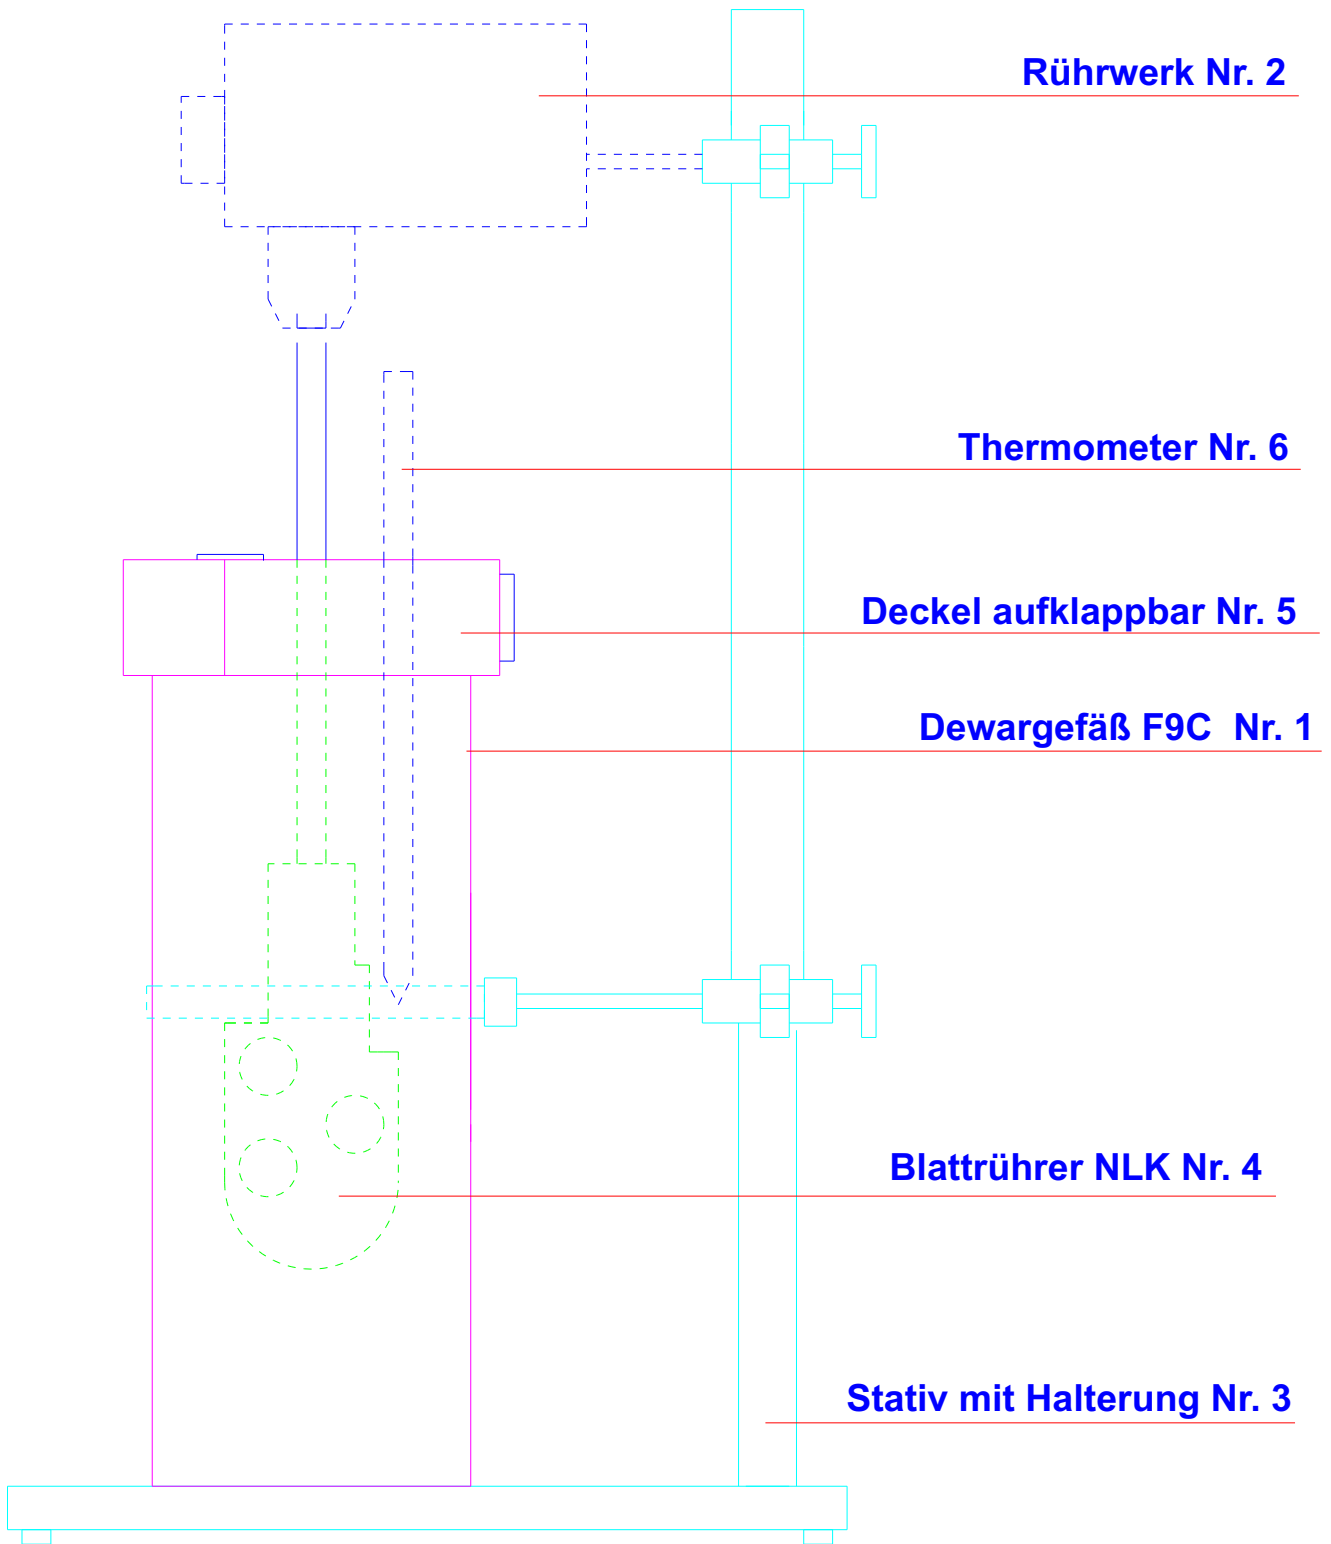 Rührwerk Nr. 2
Thermometer Nr. 6
Deckel aufklappbar Nr. 5
Dewargefäß F9C  Nr. 1
Blattrührer NLK Nr. 4
Stativ mit Halterung Nr. 3